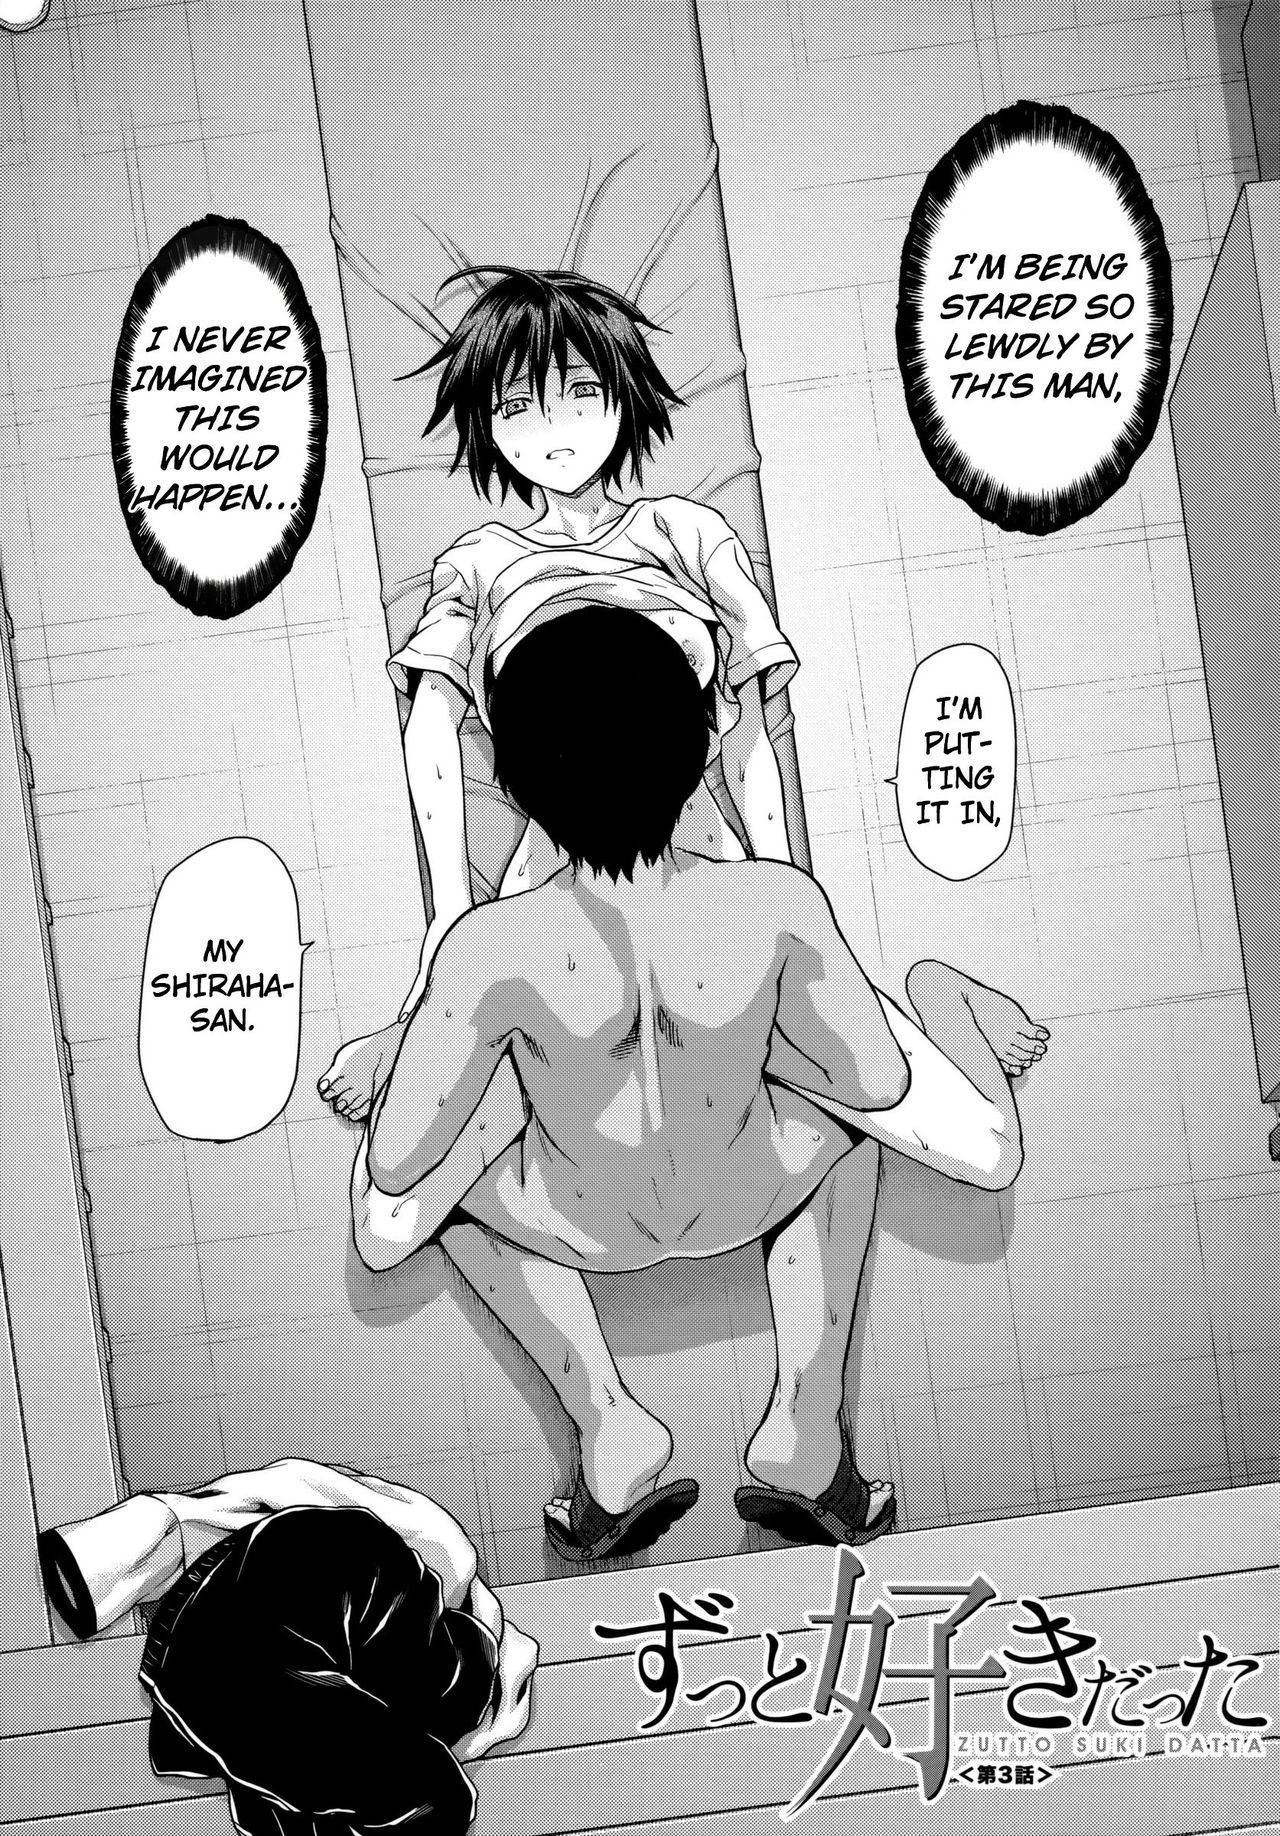 I'M BEING
STARED SO
LEWDLY BY
THIS MAN,
I NEVER
IMAGINED
THIS
WOULD
HAPPEN...
I'M
PUT-
TING
IT IN,
MY
SHIRAHA-
SAN.
ずっと好きだった
ZUTTO SUKI DATTA
<第3話>